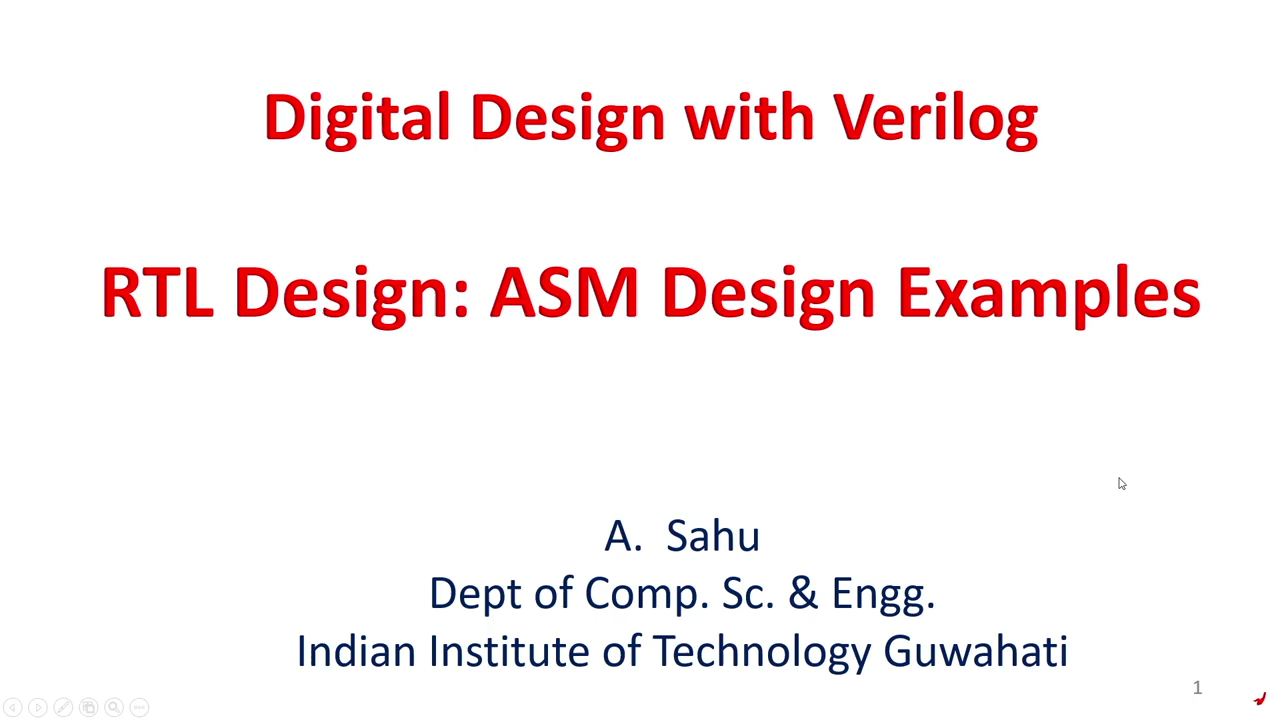 Digital Design with Verilog
RTL Design: ASM Design Examples
A. Sahu
Dept of Comp. Sc. & Engg.
Indian Institute of Technology Guwahati
1